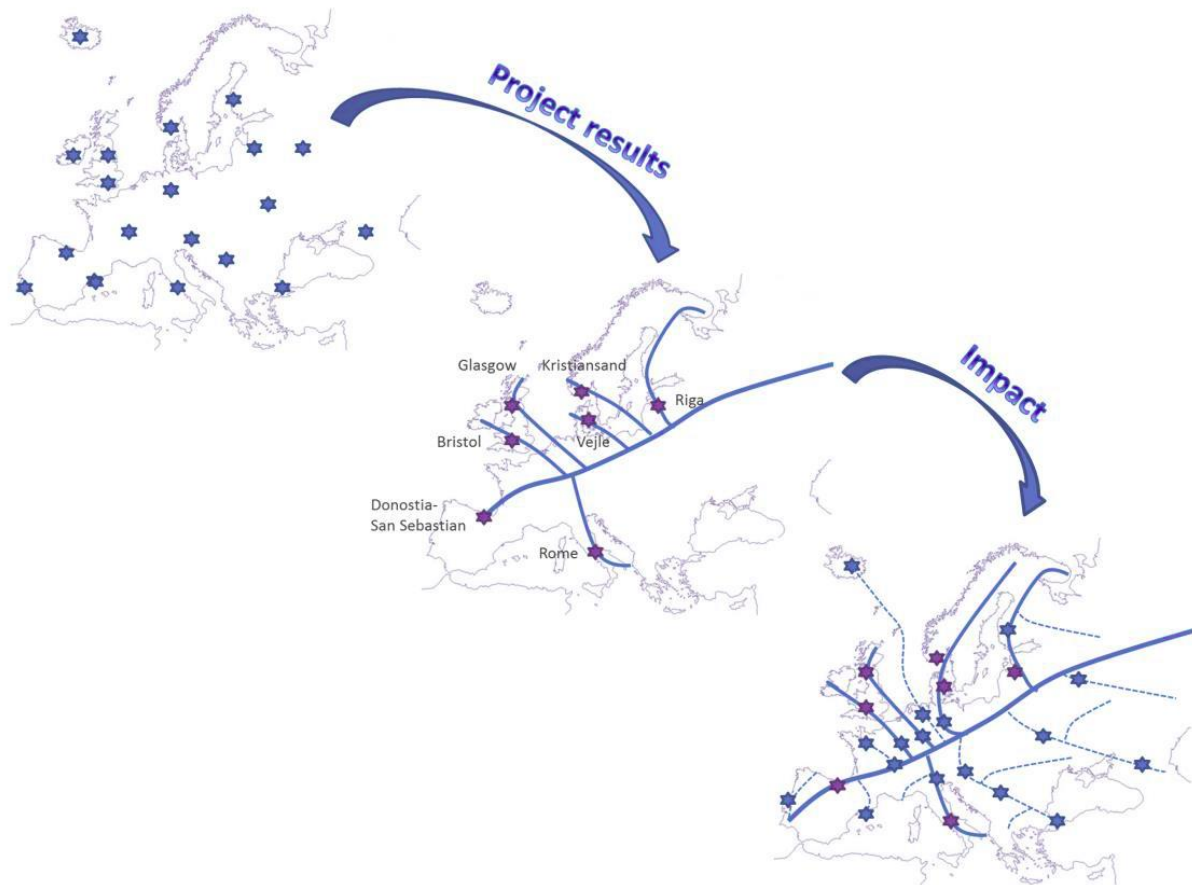 Project results
Glasgow
Kristiansand
Riga
Bristol
Vejle
Impact
Donostia-
San Sebastian
Rome